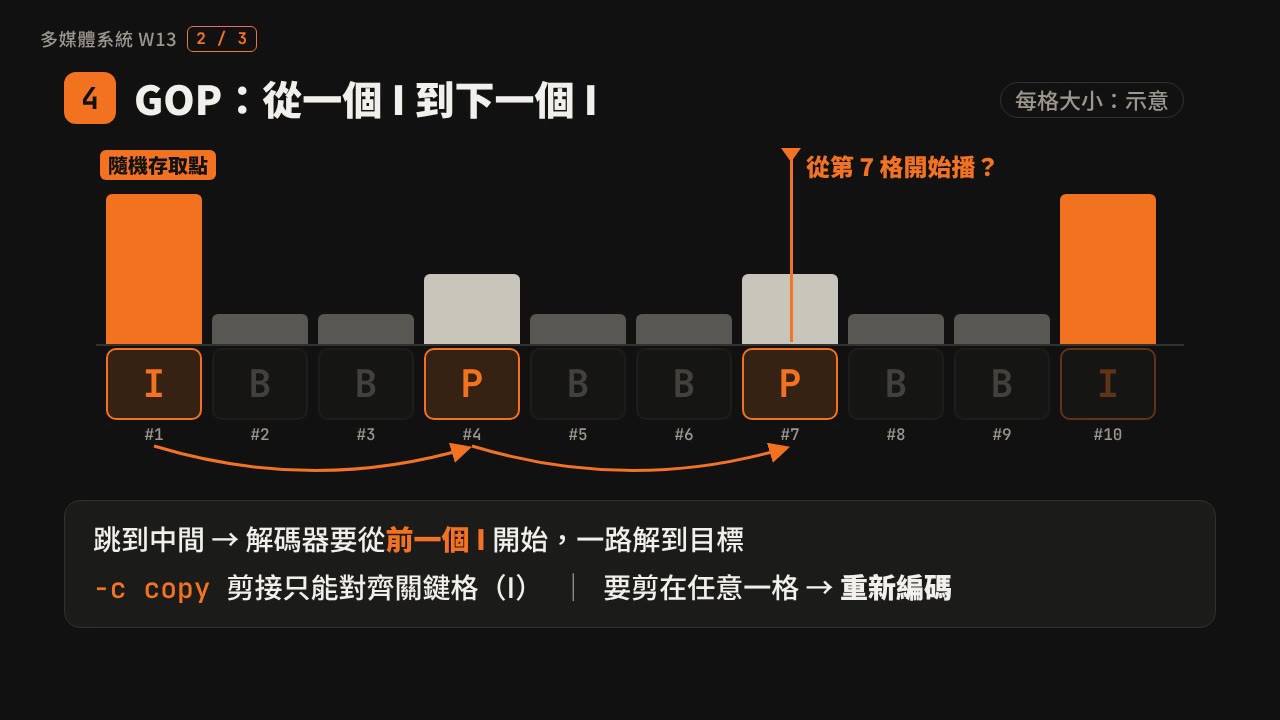 多媒體系統 W13 2 / 3
4 GOP：從一個 I 到下一個 I
每格大小：示意
隨機存取點
從第 7 格開始播？
I B B P B B P B B I
#1 #2 #3 #4 #5 #6 #7 #8 #9 #10
跳到中間 → 解碼器要從前一個 I 開始，一路解到目標
-c copy 剪接只能對齊關鍵格（I） ｜ 要剪在任意一格 → 重新編碼